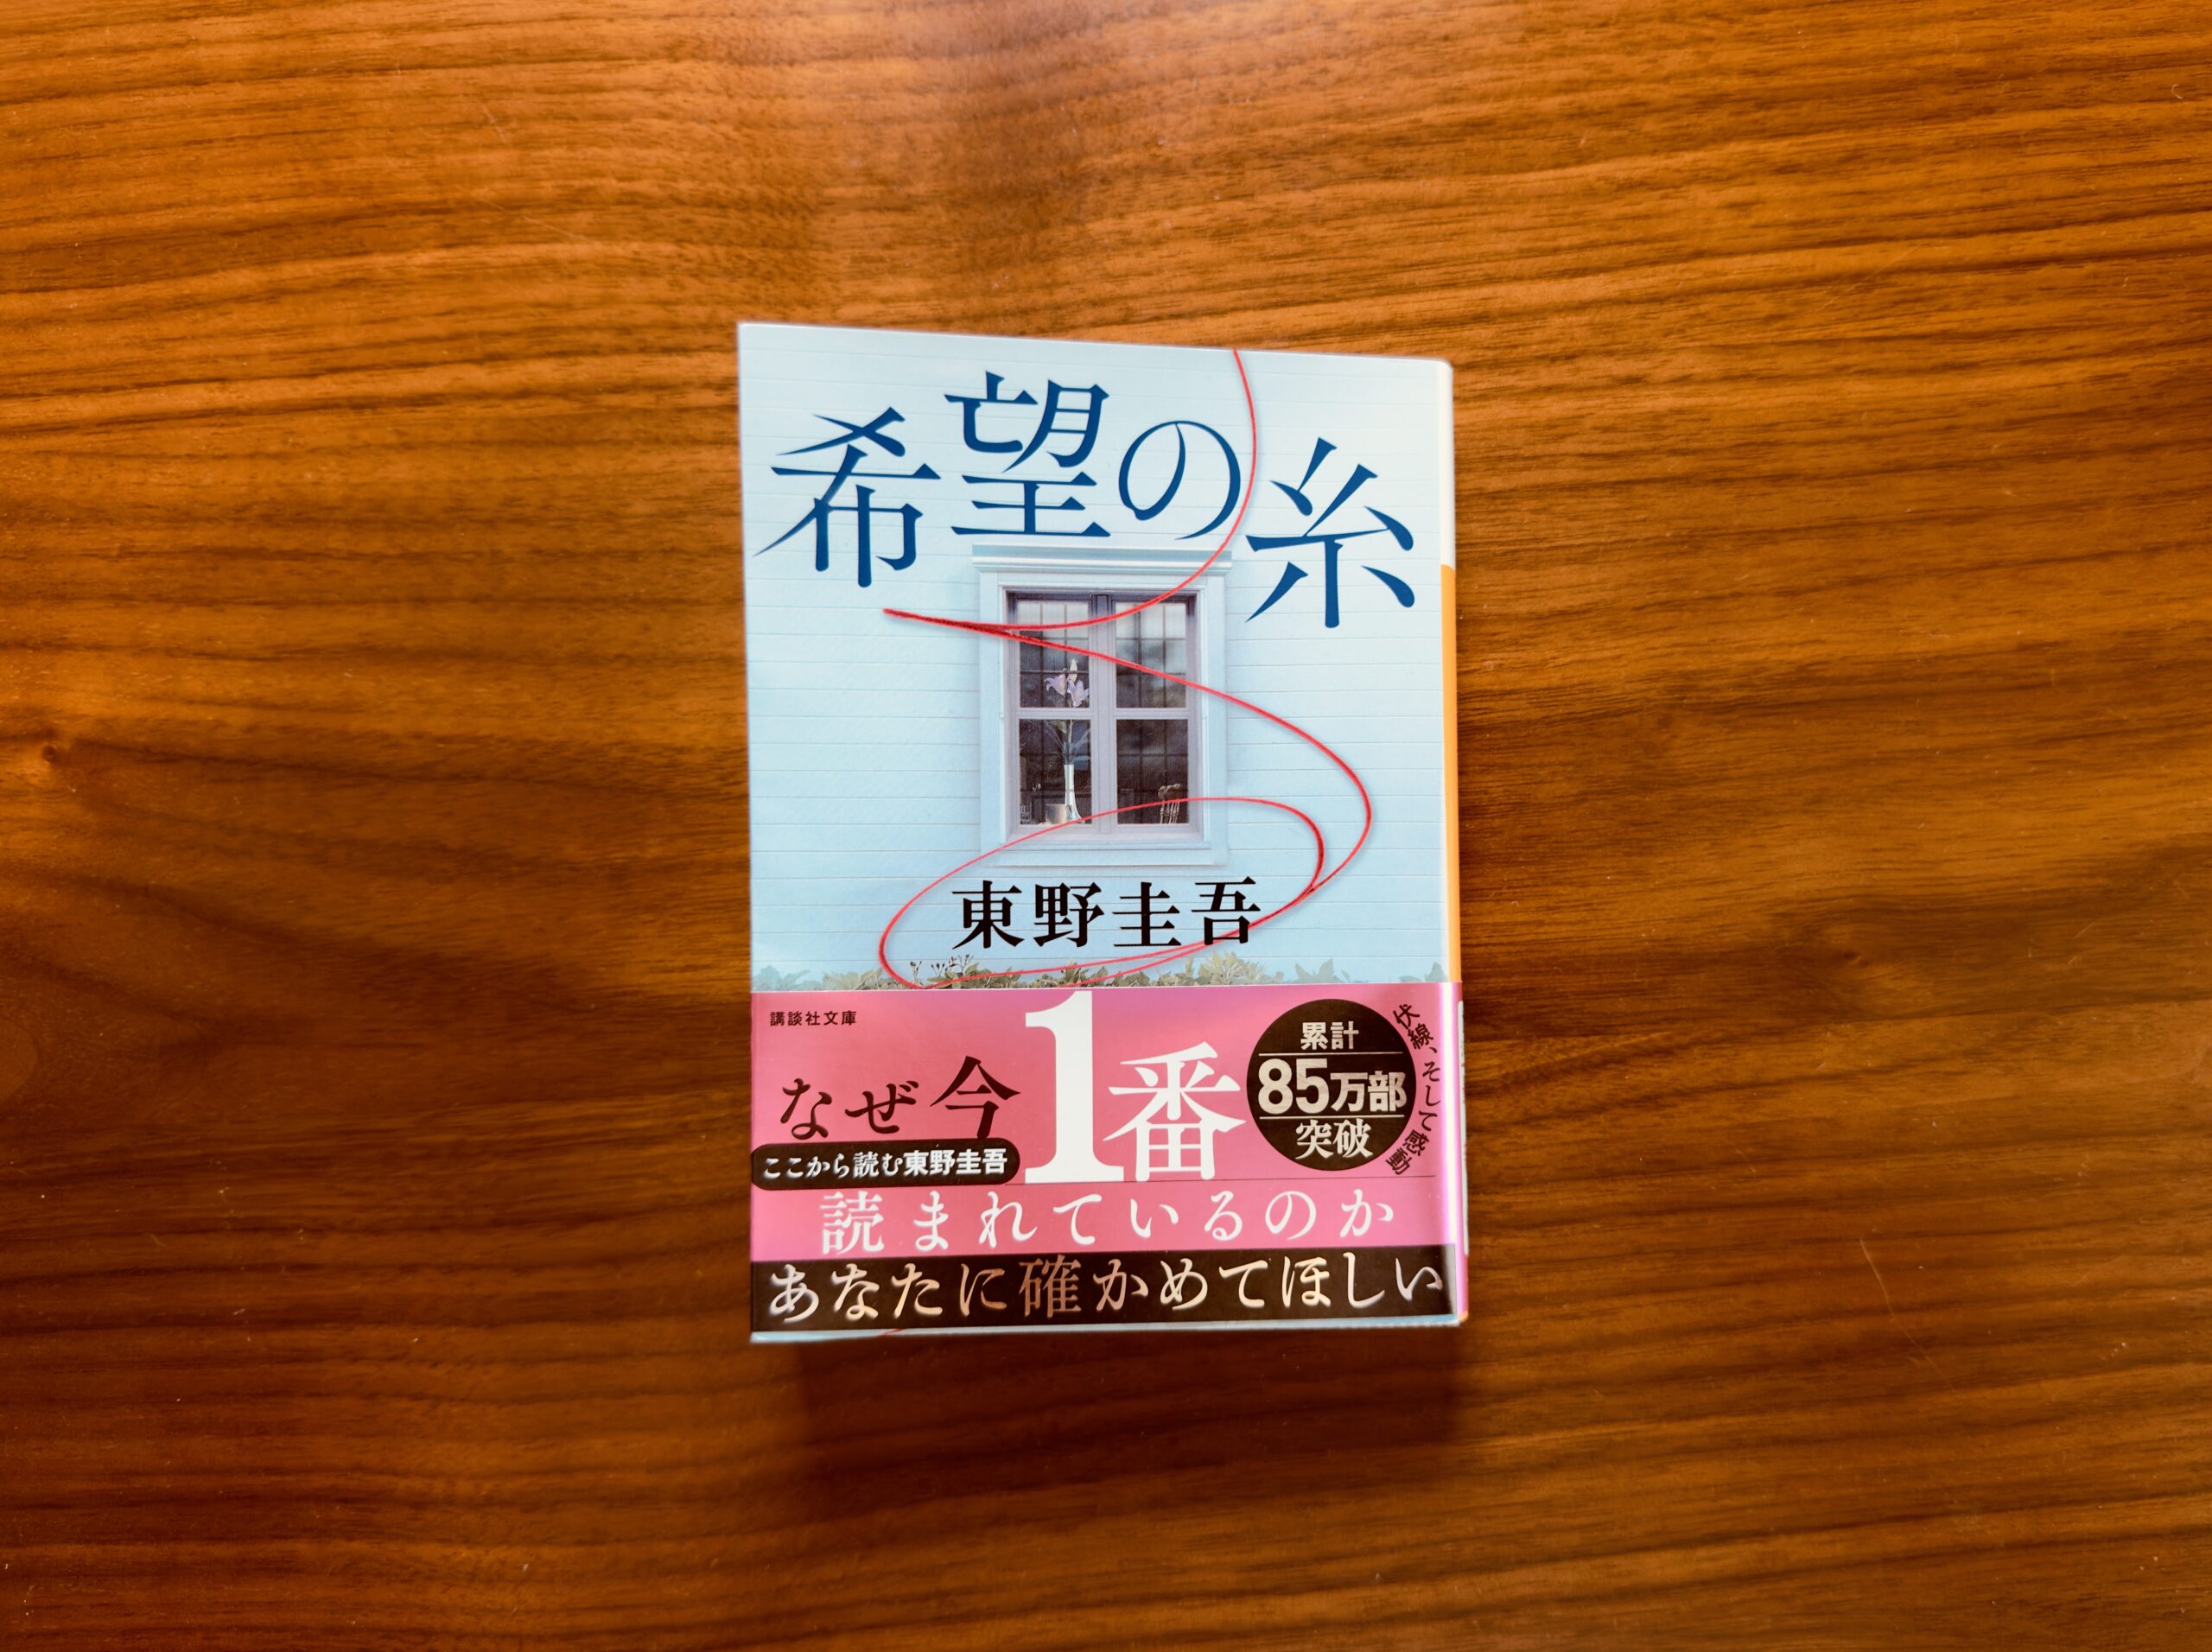 希望の糸
東野圭吾
講談社文庫
なぜ今1番
ここから読む東野圭吾
読まれているのか
あなたに確かめてほしい
累計
85万部
突破
伏線、そして感動